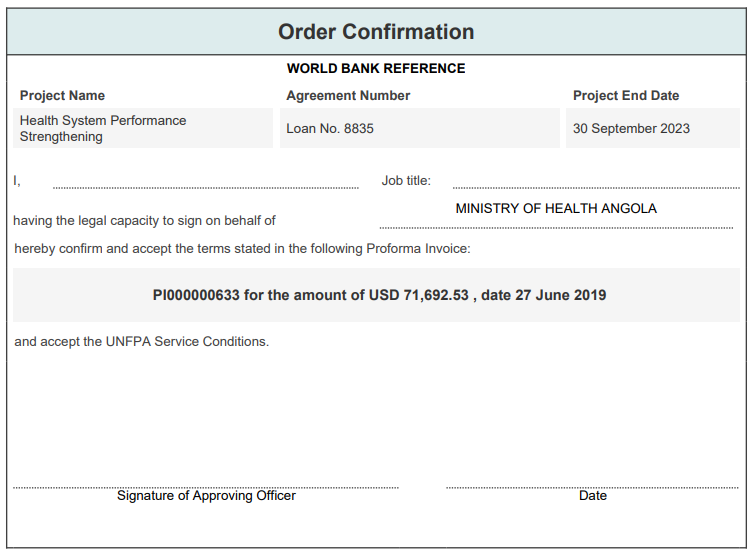 Order Confirmation
WORLD BANK REFERENCE
Project Name Agreement Number Project End Date
Health System Performance
Strengthening
Loan No. 8835
30 September 2023
I, Job title:
MINISTRY OF HEALTH ANGOLA
having the legal capacity to sign on behalf of
hereby confirm and accept the terms stated in the following Proforma Invoice:
PI000000633 for the amount of USD 71,692.53 , date 27 June 2019
and accept the UNFPA Service Conditions.
Signature of Approving Officer Date